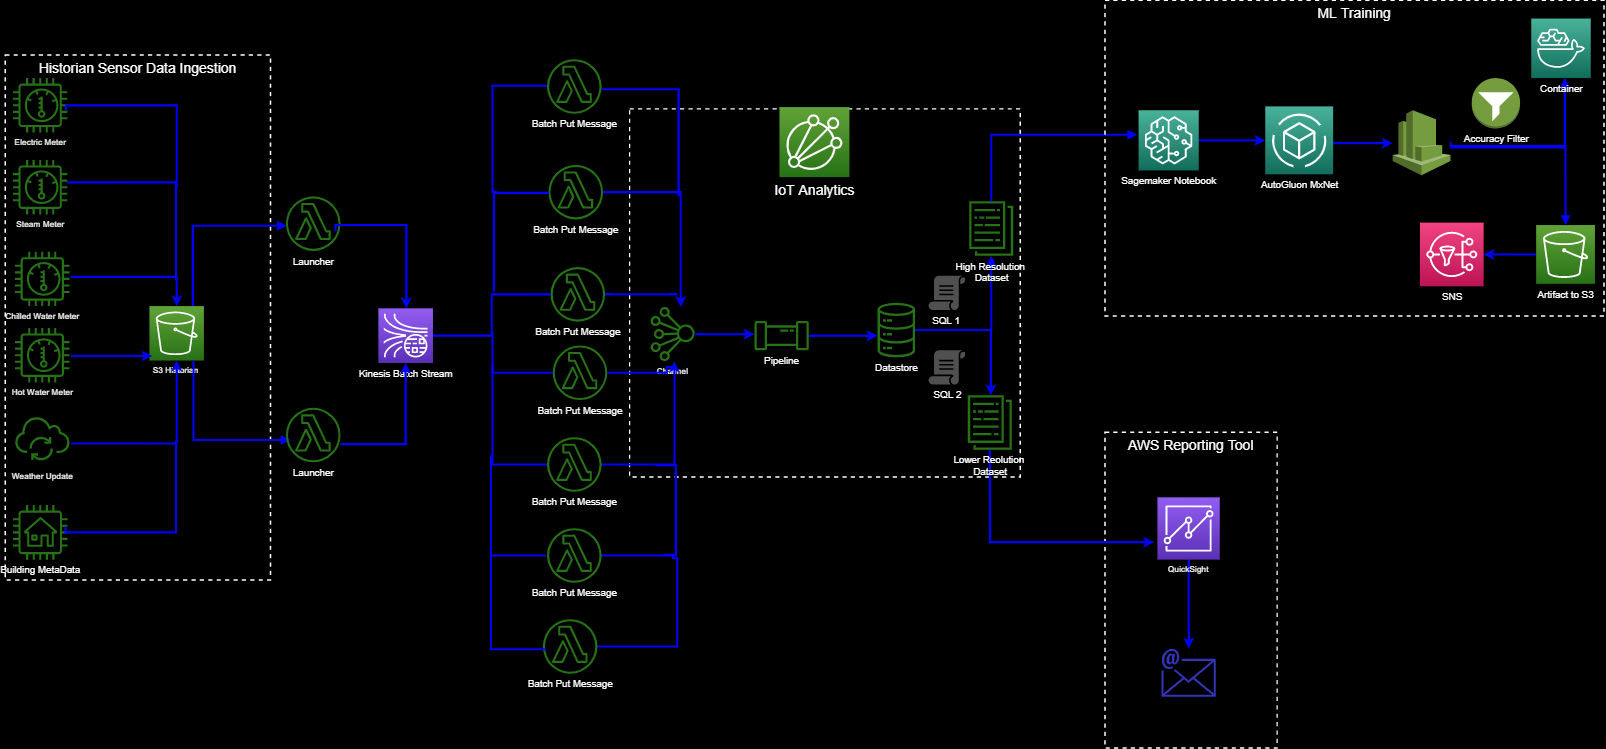 Historian Sensor Data Ingestion
Electric Meter
Steam Meter
Chilled Water Meter
Hot Water Meter
Weather Update
Building MetaData
S3 Historian
Launcher
Launcher
Kinesis Batch Stream
Batch Put Message
Batch Put Message
Batch Put Message
Batch Put Message
Batch Put Message
Batch Put Message
Batch Put Message
IoT Analytics
Channel
Pipeline
Datastore
SQL 1
SQL 2
High Resolution
Dataset
Lower Reolution
Dataset
ML Training
Sagemaker Notebook
AutoGluon MxNet
Accuracy Filter
Container
Artifact to S3
SNS
AWS Reporting Tool
QuickSight
@